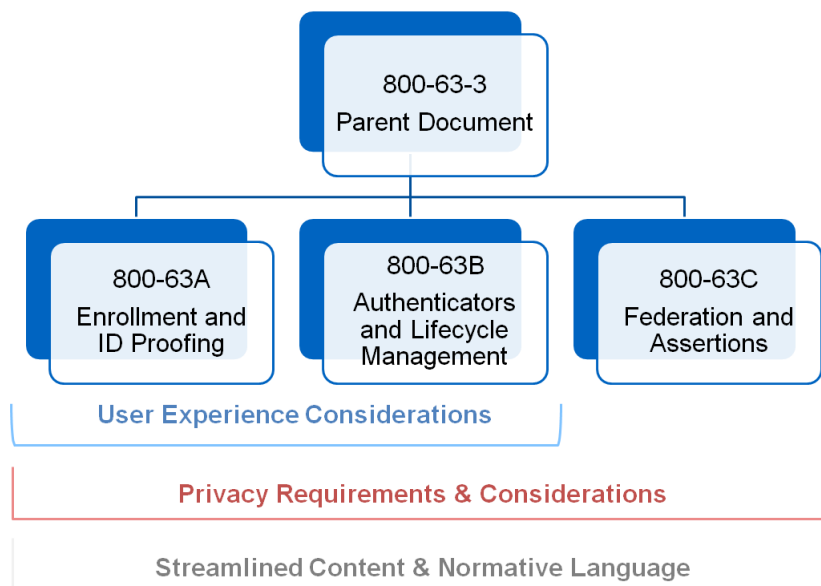 800-63-3
Parent Document
800-63A
Enrollment and
ID Proofing
800-63B
Authenticators
and Lifecycle
Management
800-63C
Federation and
Assertions
User Experience Considerations
Privacy Requirements & Considerations
Streamlined Content & Normative Language